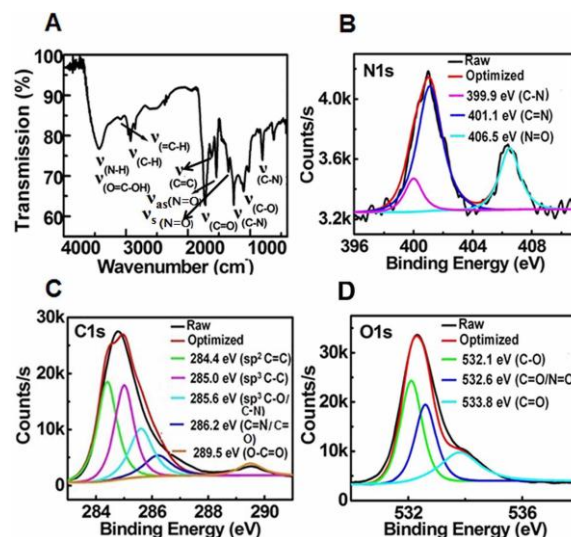 A
Transmission (%)
100
90
80
70
60
ν(N-H)
ν(O=C-OH)
ν(=C-H)
ν(C-H)
ν(C=C)
νas(N=O)
νs(N=O)
ν(C=O)
ν(C-N)
ν(C-O)
ν(C-N)
4000 3000 2000 1000
Wavenumber (cm⁻)
B
N1s
Counts/s
4.0k
3.6k
3.2k
Raw
Optimized
399.9 eV (C-N)
401.1 eV (C=N)
406.5 eV (N=O)
396 400 404 408
Binding Energy (eV)
C
C1s
Counts/s
30k
20k
10k
0
Raw
Optimized
284.4 eV (sp² C=C)
285.0 eV (sp³ C-C)
285.6 eV (sp³ C-O/
C-N)
286.2 eV (C=N/ C=
O)
289.5 eV (O-C=O)
284 286 288 290
Binding Energy (eV)
D
O1s
Counts/s
30k
20k
10k
0
Raw
Optimized
532.1 eV (C-O)
532.6 eV (C=O/N=O)
533.8 eV (C=O)
532 536
Binding Energy (eV)